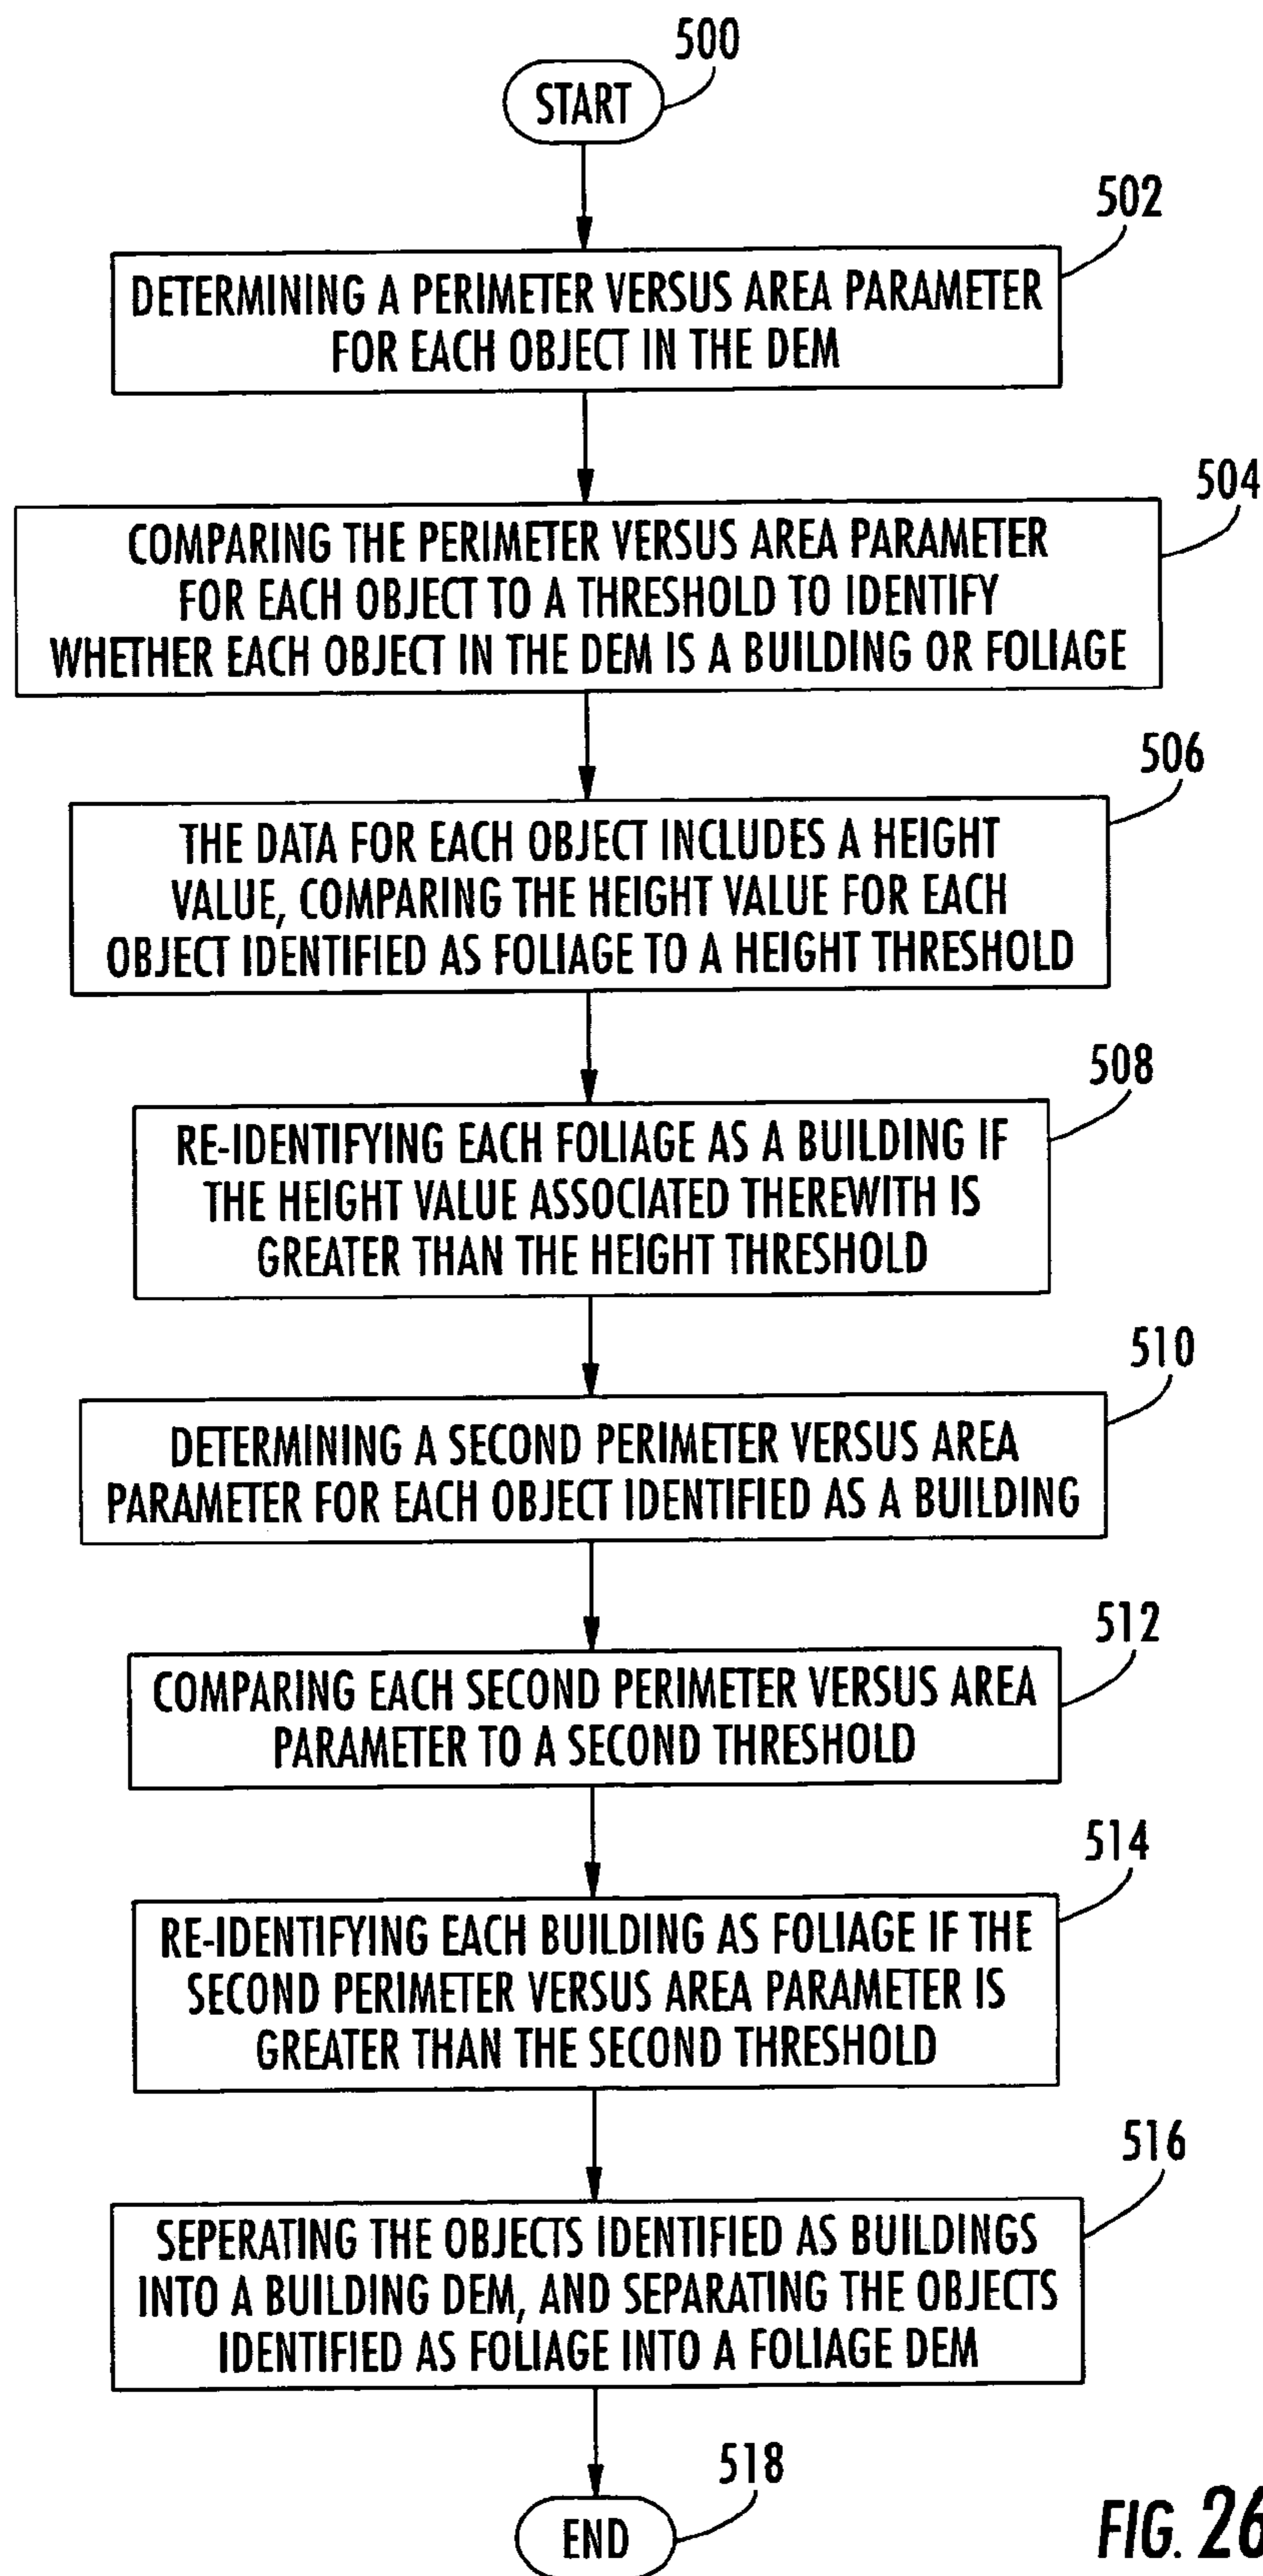 500
START
502
DETERMINING A PERIMETER VERSUS AREA PARAMETER
FOR EACH OBJECT IN THE DEM
504
COMPARING THE PERIMETER VERSUS AREA PARAMETER
FOR EACH OBJECT TO A THRESHOLD TO IDENTIFY
WHETHER EACH OBJECT IN THE DEM IS A BUILDING OR FOLIAGE
506
THE DATA FOR EACH OBJECT INCLUDES A HEIGHT
VALUE, COMPARING THE HEIGHT VALUE FOR EACH
OBJECT IDENTIFIED AS FOLIAGE TO A HEIGHT THRESHOLD
508
RE-IDENTIFYING EACH FOLIAGE AS A BUILDING IF
THE HEIGHT VALUE ASSOCIATED THEREWITH IS
GREATER THAN THE HEIGHT THRESHOLD
510
DETERMINING A SECOND PERIMETER VERSUS AREA
PARAMETER FOR EACH OBJECT IDENTIFIED AS A BUILDING
512
COMPARING EACH SECOND PERIMETER VERSUS AREA
PARAMETER TO A SECOND THRESHOLD
514
RE-IDENTIFYING EACH BUILDING AS FOLIAGE IF THE
SECOND PERIMETER VERSUS AREA PARAMETER IS
GREATER THAN THE SECOND THRESHOLD
516
SEPERATING THE OBJECTS IDENTIFIED AS BUILDINGS
INTO A BUILDING DEM, AND SEPARATING THE OBJECTS
IDENTIFIED AS FOLIAGE INTO A FOLIAGE DEM
518
END
FIG. 26